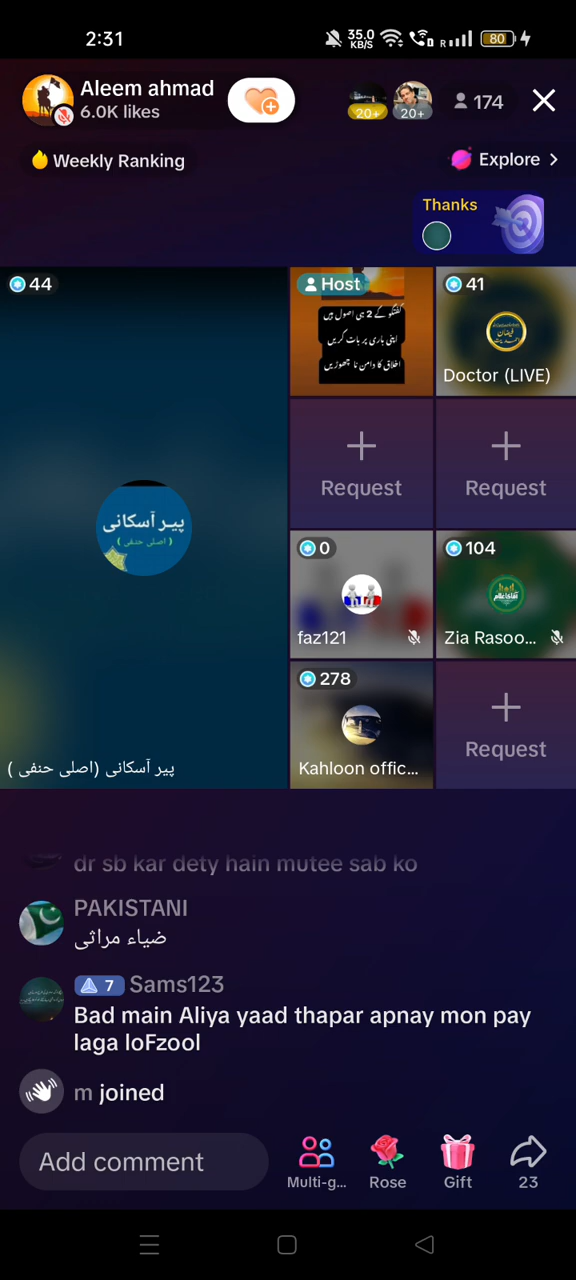 2:31
35.0
KB/S
R
80
Aleem ahmad
6.0K likes
20+
20+
174
Weekly Ranking
Explore
Thanks
44
Host
گفتگو کے 2 ہی اصول ہیں
اپنی باری پر بات کریں
اخلاق کا دامن نا چھوڑیں
41
فیضان
Doctor (LIVE)
Request
Request
پیر آسکانی
( اصلی حنفی )
0
faz121
104
Zia Rasoo...
278
Kahloon offic...
Request
پیر آسکانی (اصلی حنفی )
dr sb kar dety hain mutee sab ko
PAKISTANI
ضیاء مراثی
7 Sams123
Bad main Aliya yaad thapar apnay mon pay
laga loFzool
m joined
Add comment
Multi-g...
Rose
Gift
23